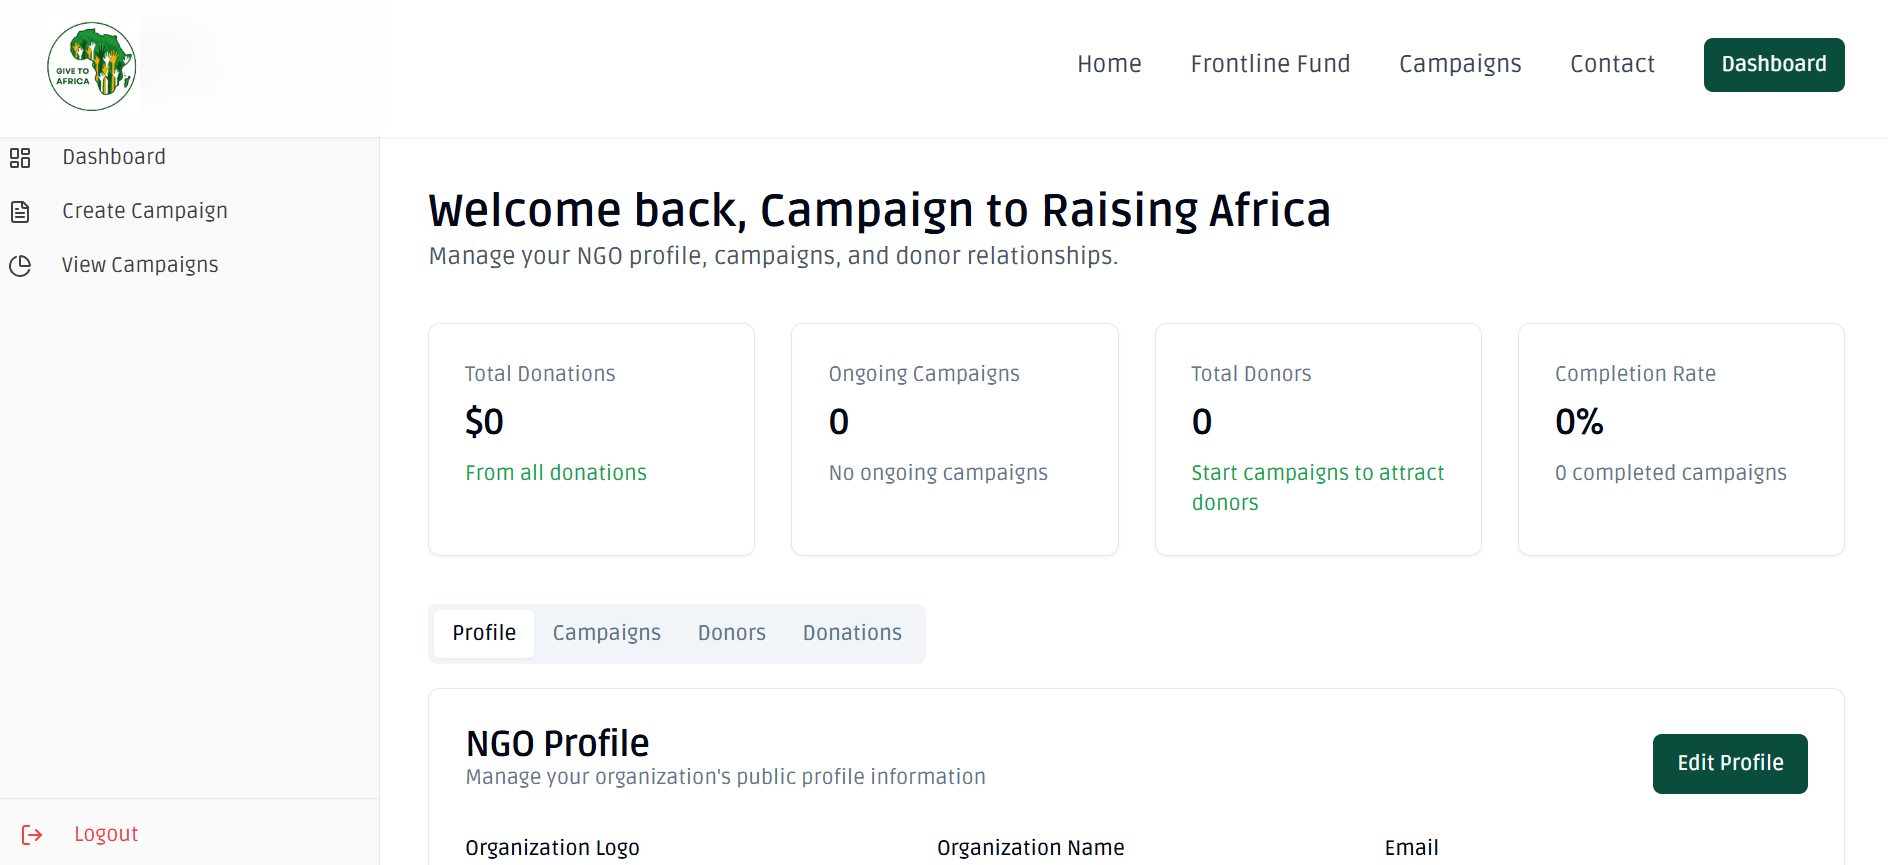 GIVE TO
AFRICA
Home
Frontline Fund
Campaigns
Contact
Dashboard
Dashboard
Create Campaign
View Campaigns
Logout
Welcome back, Campaign to Raising Africa
Manage your NGO profile, campaigns, and donor relationships.
Total Donations
$0
From all donations
Ongoing Campaigns
0
No ongoing campaigns
Total Donors
0
Start campaigns to attract
donors
Completion Rate
0%
0 completed campaigns
Profile
Campaigns
Donors
Donations
NGO Profile
Manage your organization's public profile information
Edit Profile
Organization Logo
Organization Name
Email